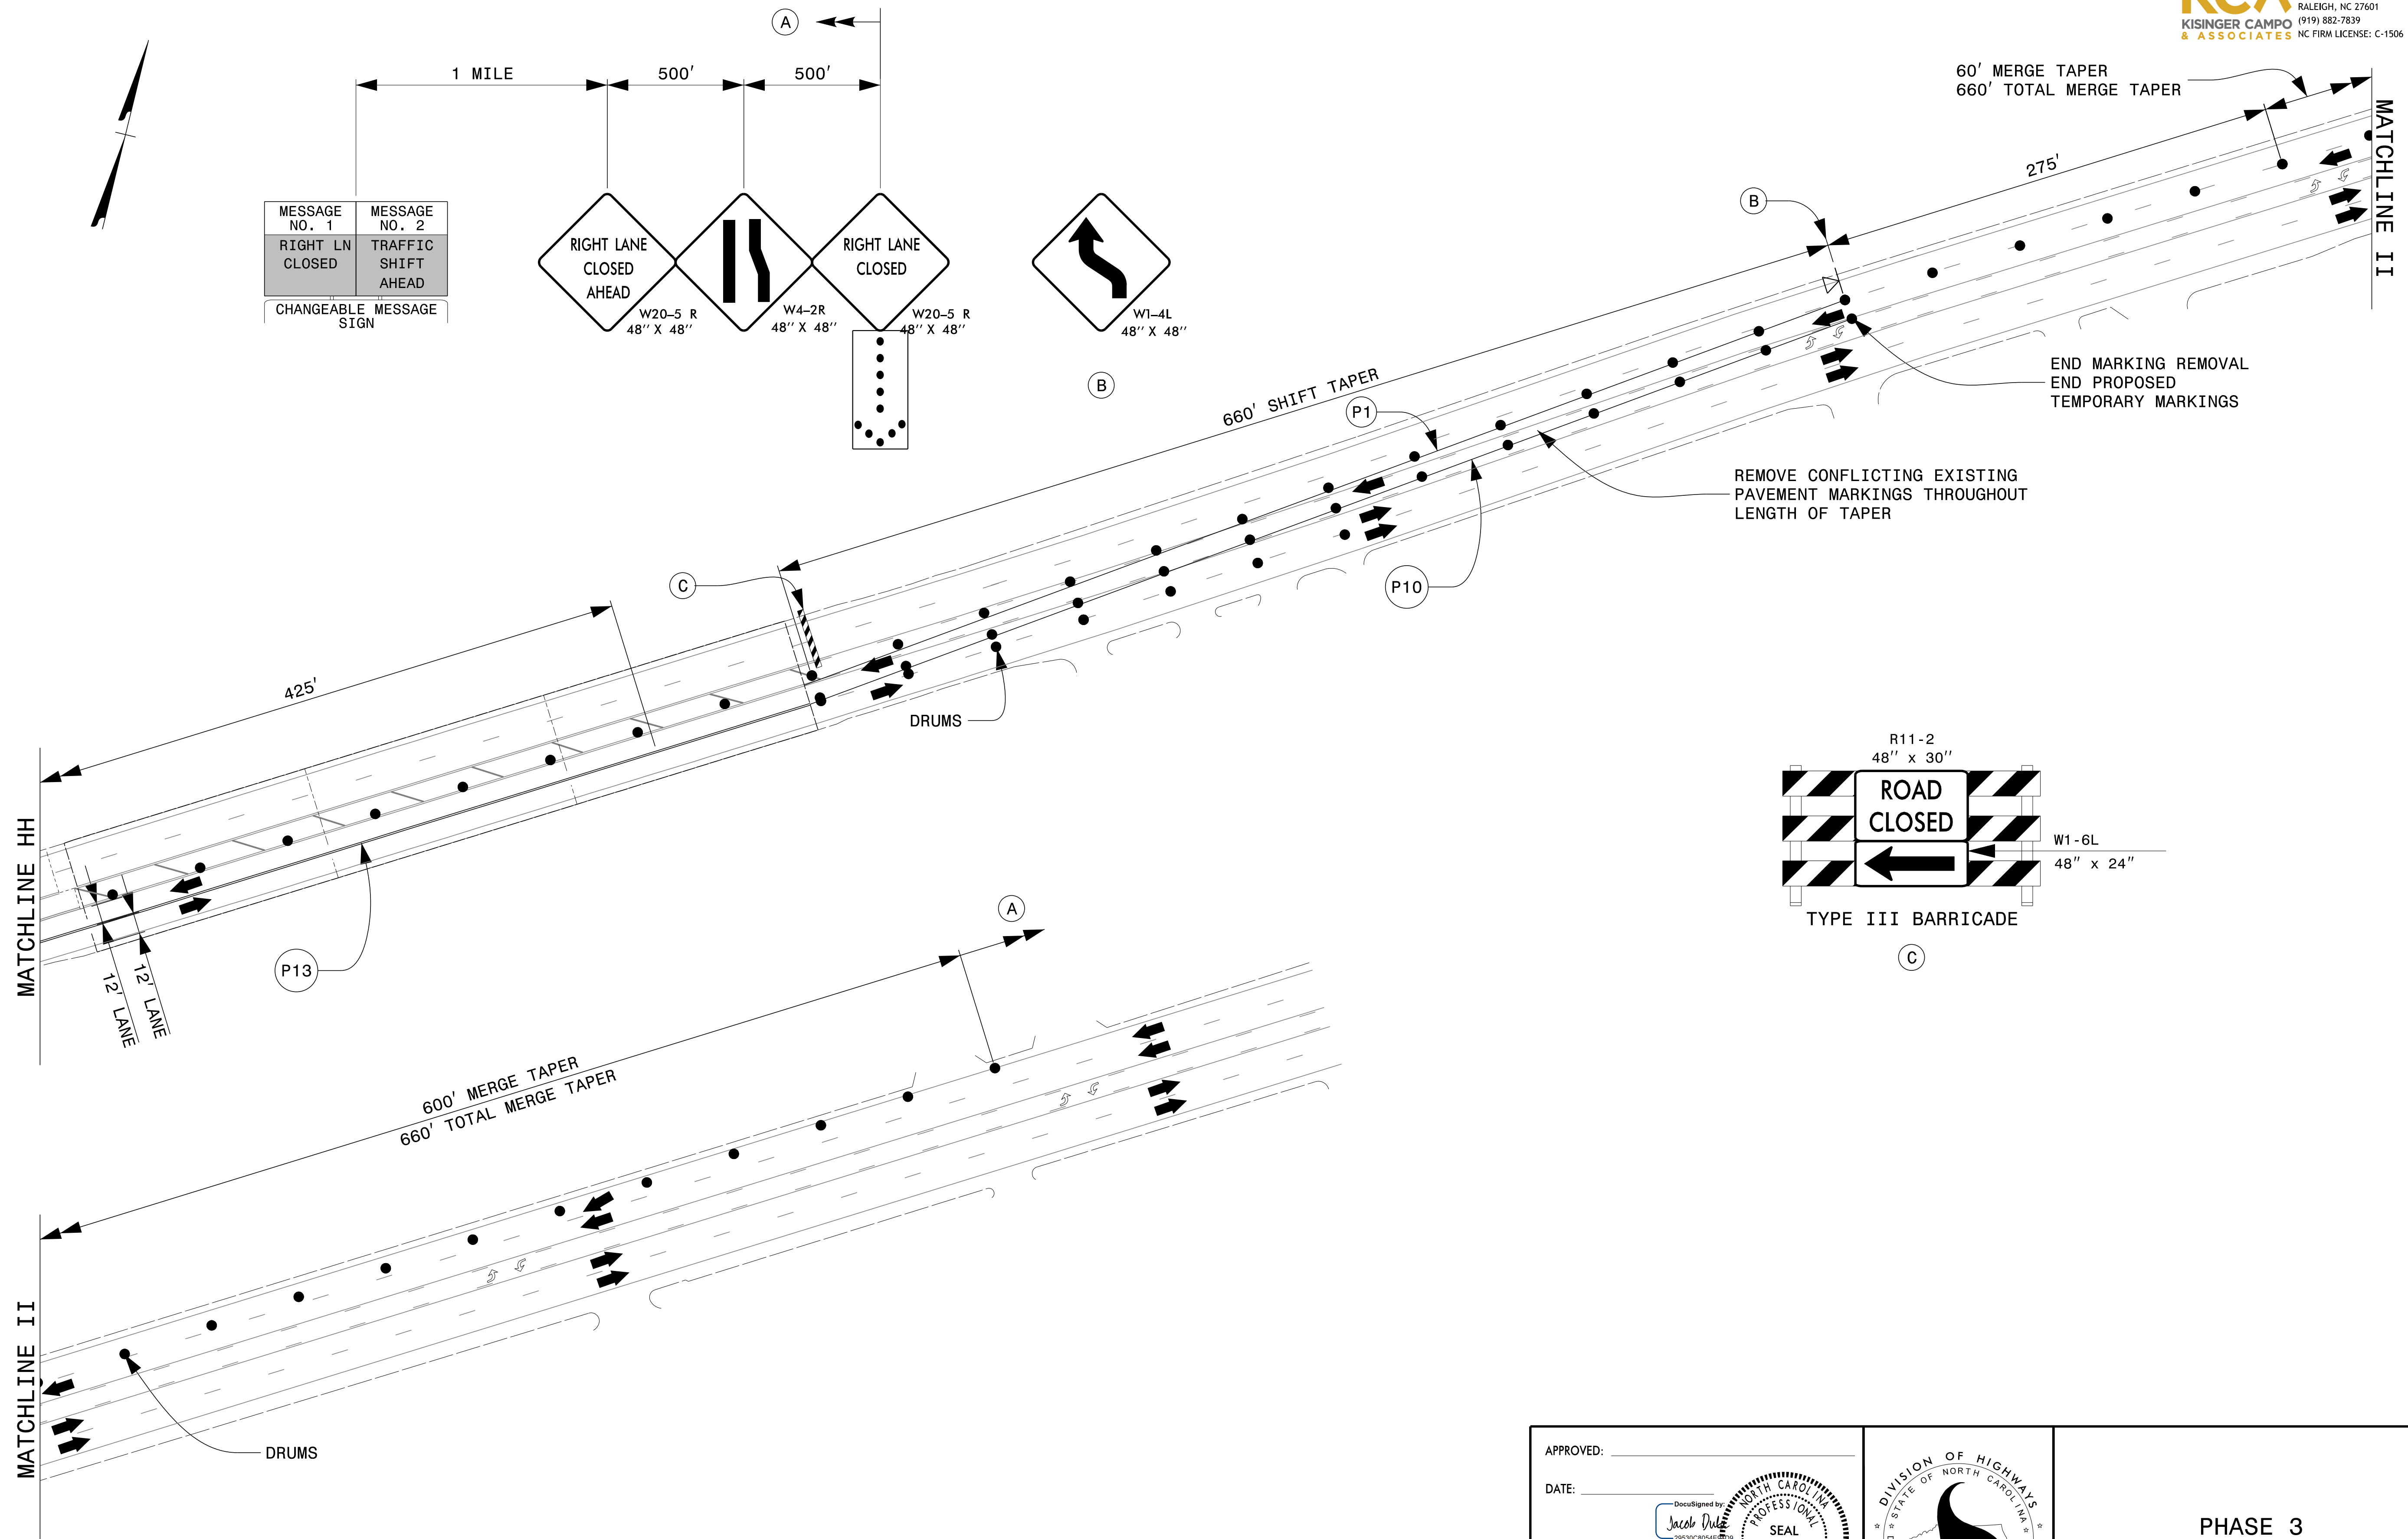 RALEIGH, NC 27601
KISINGER CAMPO
(919) 882-7839
& ASSOCIATES
NC FIRM LICENSE: C-1506
A
1 MILE
500'
500'
60' MERGE TAPER
660' TOTAL MERGE TAPER
MATCHLINE II
275'
B
MESSAGE NO. 1
MESSAGE NO. 2
RIGHT LN
CLOSED
TRAFFIC
SHIFT
AHEAD
CHANGEABLE MESSAGE
SIGN
RIGHT LANE
CLOSED
AHEAD
W20-5 R
48'' X 48''
W4-2R
48'' X 48''
RIGHT LANE
CLOSED
W20-5 R
48'' X 48''
W1-4L
48'' X 48''
B
END MARKING REMOVAL
END PROPOSED
TEMPORARY MARKINGS
660' SHIFT TAPER
P1
REMOVE CONFLICTING EXISTING
PAVEMENT MARKINGS THROUGHOUT
LENGTH OF TAPER
P10
C
425'
DRUMS
MATCHLINE HH
12' LANE
12' LANE
P13
R11-2
48'' x 30''
ROAD
CLOSED
W1-6L
48" x 24"
TYPE III BARRICADE
C
A
600' MERGE TAPER
660' TOTAL MERGE TAPER
MATCHLINE II
DRUMS
APPROVED:
DATE:
DocuSigned by:
NORTH CAROLINA
PROFESSIONAL
SEAL
DIVISION OF HIGHWAYS
STATE OF NORTH CAROLINA
PHASE 3